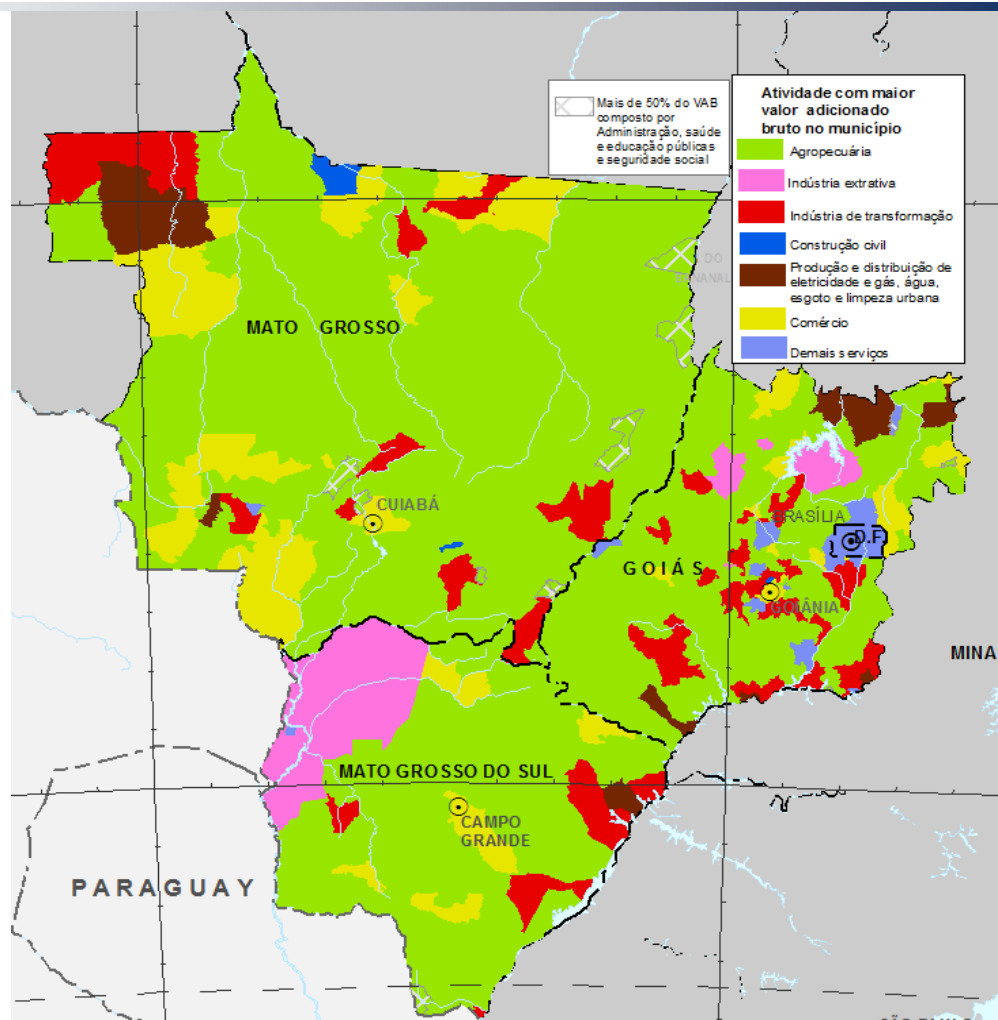 Mais de 50% do VAB
composto por
Administração, saúde
e educação públicas
e seguridade social
Atividade com maior
valor adicionado
bruto no município
Agropecuária
Indústria extrativa
Indústria de transformação
Construção civil
Produção e distribuição de
eletricidade e gás, água,
esgoto e limpeza urbana
Comércio
Demais serviços
DO
MATO GROSSO
CUIABÁ
BRASÍLIA
D.F.
GOIÁS
GOIÂNIA
MINA
MATO GROSSO DO SUL
CAMPO
GRANDE
PARAGUAY